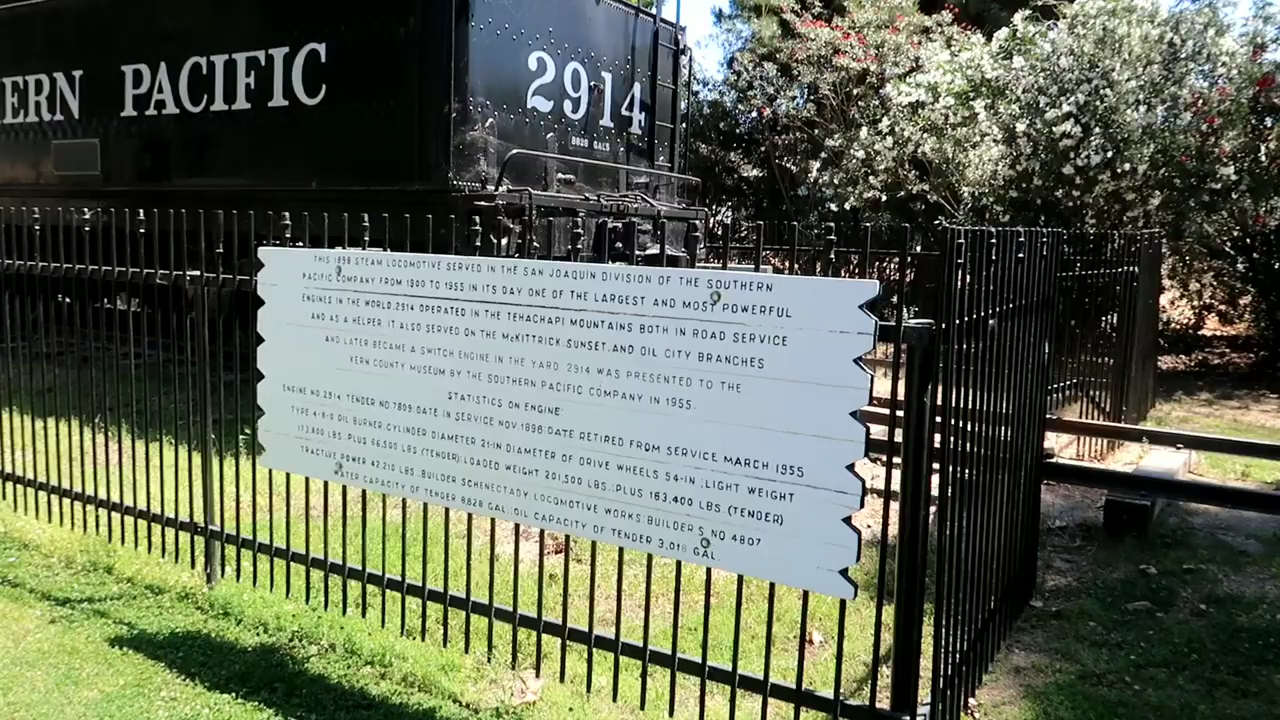 ERN PACIFIC
2914
8828 GAL'S
THIS 1898 STEAM LOCOMOTIVE SERVED IN THE SAN JOAQUIN DIVISION OF THE SOUTHERN
PACIFIC COMPANY FROM 1900 TO 1955 IN ITS DAY ONE OF THE LARGEST AND MOST POWERFUL
ENGINES IN THE WORLD. 2914 OPERATED IN THE TEHACHAPI MOUNTAINS BOTH IN ROAD SERVICE
AND AS A HELPER. IT ALSO SERVED ON THE McKITTRICK, SUNSET, AND OIL CITY BRANCHES
AND LATER BECAME A SWITCH ENGINE IN THE YARD. 2914 WAS PRESENTED TO THE
KERN COUNTY MUSEUM BY THE SOUTHERN PACIFIC COMPANY IN 1955.
STATISTICS ON ENGINE:
ENGINE NO. 2914: TENDER NO. 7809: DATE IN SERVICE NOV. 1898: DATE RETIRED FROM SERVICE MARCH 1955
TYPE 4-8-0 OIL BURNER: CYLINDER DIAMETER 21-IN DIAMETER OF DRIVE WHEELS 54-IN.: LIGHT WEIGHT
173,800 LBS.: PLUS 66,500 LBS (TENDER): LOADED WEIGHT 201,500 LBS.: PLUS 163,400 LBS. (TENDER)
TRACTIVE POWER 42,210 LBS.: BUILDER SCHENECTADY LOCOMOTIVE WORKS: BUILDER'S NO 4807
WATER CAPACITY OF TENDER 8828 GAL.: OIL CAPACITY OF TENDER 3,018 GAL.